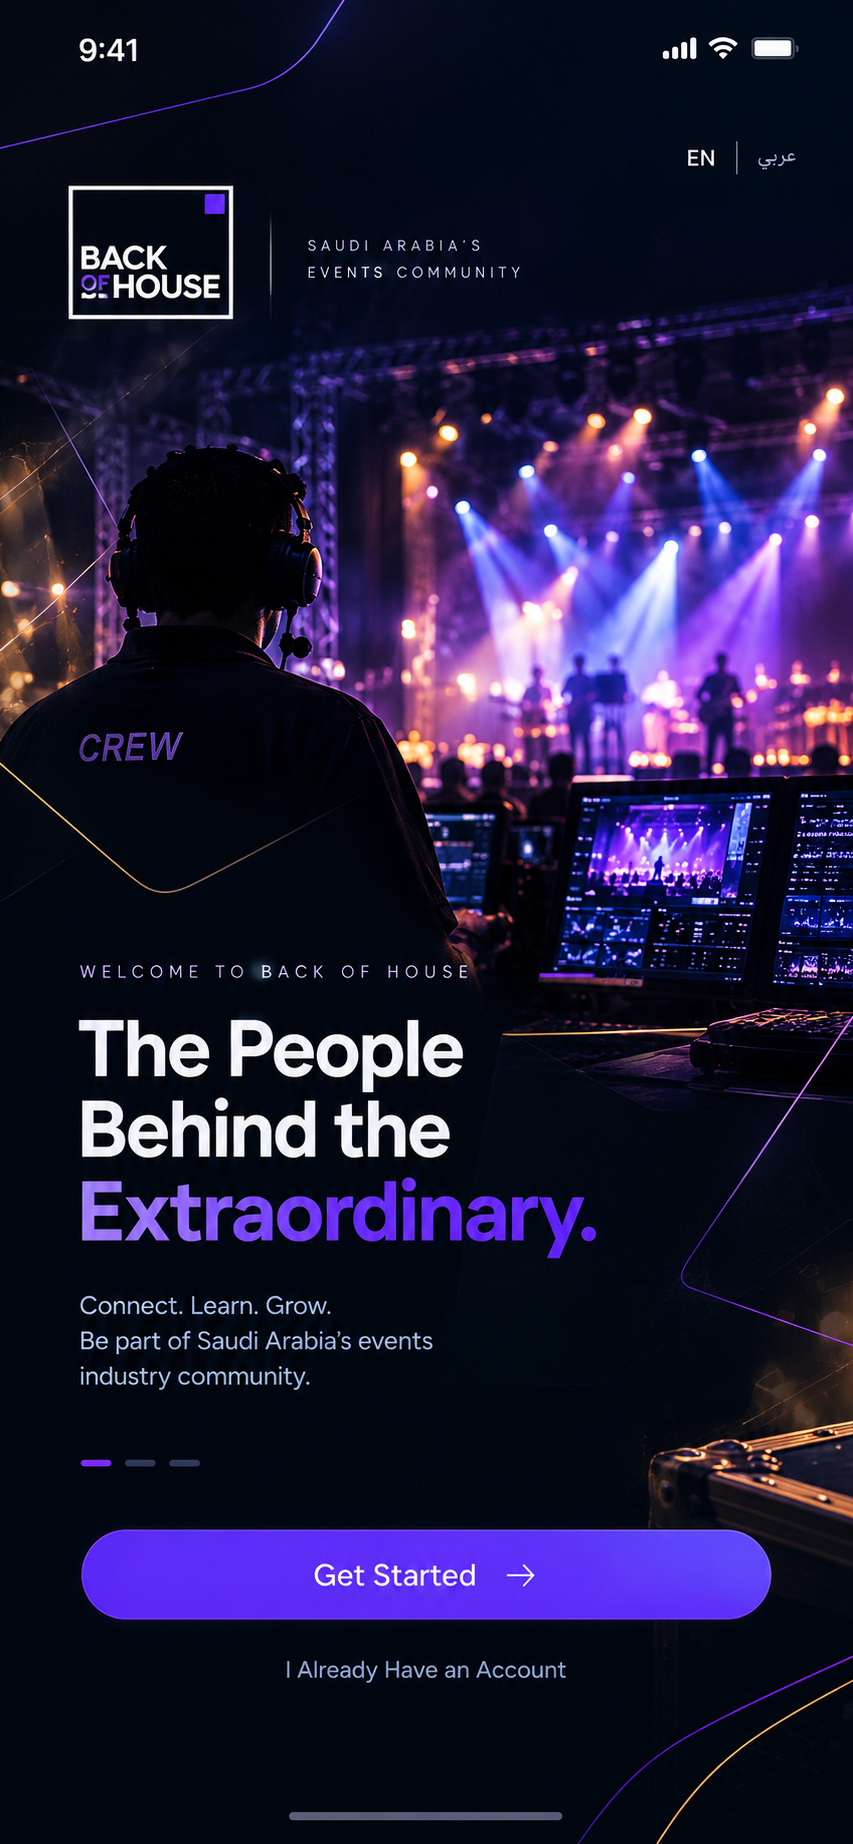 9:41
EN
عربي
BACK
OF HOUSE
SAUDI ARABIA'S
EVENTS COMMUNITY
CREW
WELCOME TO BACK OF HOUSE
The People
Behind the
Extraordinary.
Connect. Learn. Grow.
Be part of Saudi Arabia's events
industry community.
Get Started →
I Already Have an Account